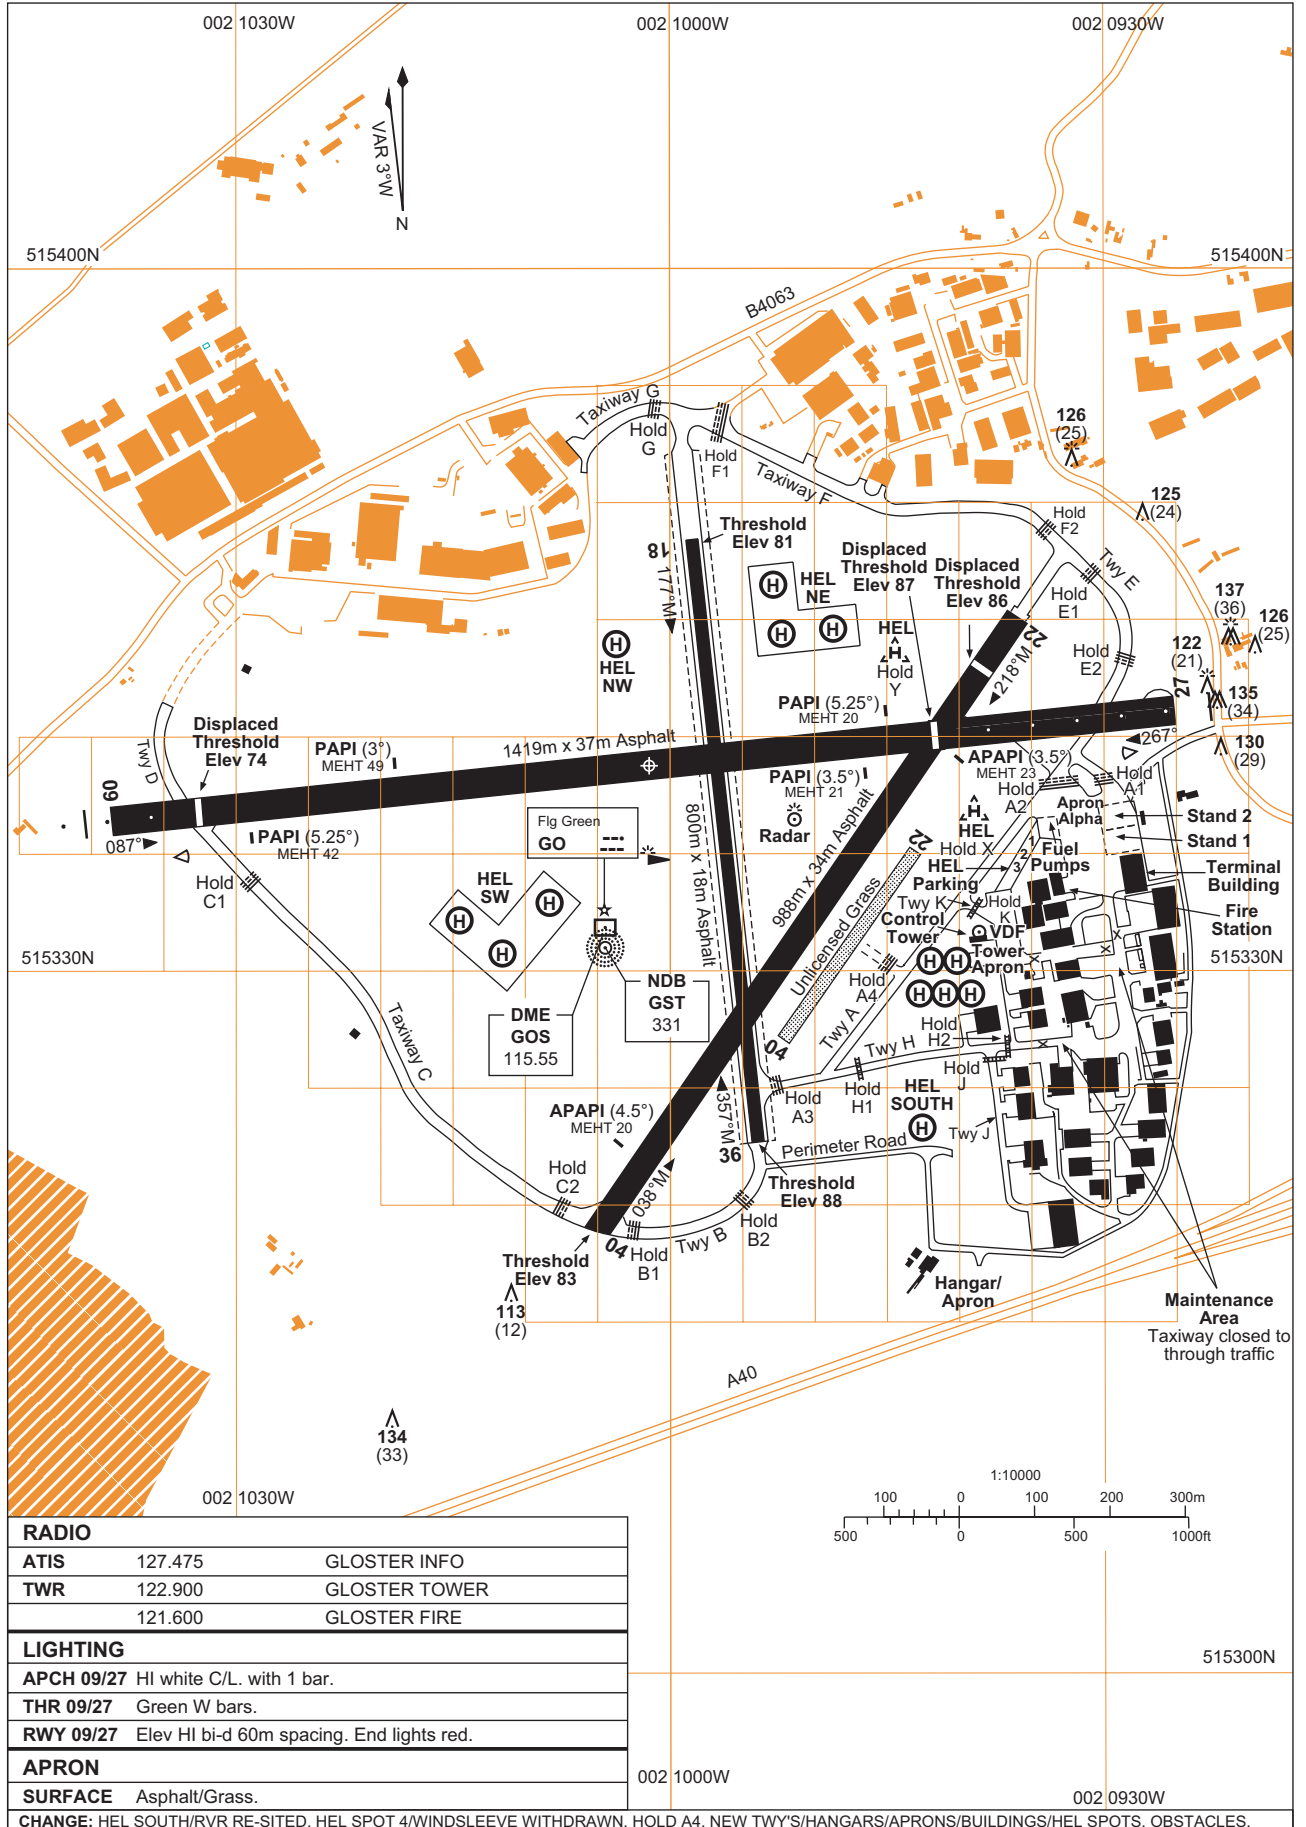 002 1030W
002 1000W
002 0930W
VAR 3°W
N
515400N
515400N
B4063
Taxiway G
Hold
G
Hold
F1
Taxiway F
126
(25)
125
(24)
Hold
F2
Twy E
Threshold
Elev 81
18
177°M
HEL
NE
H
H
H
Displaced
Threshold
Elev 87
Displaced
Threshold
Elev 86
Hold
E1
137
(36)
126
(25)
H
HEL
NW
HEL
H
Hold
Y
22
218°M
Hold
E2
122
(21)
27
135
(34)
130
(29)
PAPI (5.25°)
MEHT 20
Displaced
Threshold
Elev 74
Twy D
PAPI (3°)
MEHT 49
1419m x 37m Asphalt
267°
APAPI (3.5°)
MEHT 23
Hold
A2
Hold
A1
PAPI (3.5°)
MEHT 21
Radar
09
087°
PAPI (5.25°)
MEHT 42
Flg Green
GO
800m x 18m Asphalt
988m x 34m Asphalt
H
HEL
Hold X
Apron
Alpha
Stand 2
Stand 1
1
2
3
Fuel
Pumps
HEL
Parking
Terminal
Building
Fire
Station
22
Unlicensed Grass
Twy K
Hold
K
Control
Tower
VDF
Tower
Apron
X
X
X
X
Hold
C1
HEL
SW
H
H
H
515330N
515330N
H
H
H
H
H
Hold
A4
DME
GOS
115.55
NDB
GST
331
Taxiway C
04
Twy A
Twy H
Hold
H2
Hold
J
Hold
H1
HEL
SOUTH
H
Twy J
Hold
A3
357°M
36
APAPI (4.5°)
MEHT 20
Perimeter Road
Threshold
Elev 88
Hold
C2
038°M
04
Hold
B1
Twy B
Hold
B2
Threshold
Elev 83
Hangar/
Apron
113
(12)
Maintenance
Area
Taxiway closed to
through traffic
A40
134
(33)
002 1030W
1:10000
100 0 100 200 300m
500 0 500 1000ft
RADIO
ATIS 127.475 GLOSTER INFO
TWR 122.900 GLOSTER TOWER
121.600 GLOSTER FIRE
LIGHTING
APCH 09/27 HI white C/L. with 1 bar.
THR 09/27 Green W bars.
RWY 09/27 Elev HI bi-d 60m spacing. End lights red.
APRON
SURFACE Asphalt/Grass.
515300N
002 1000W
002 0930W
CHANGE: HEL SOUTH/RVR RE-SITED. HEL SPOT 4/WINDSLEEVE WITHDRAWN. HOLD A4. NEW TWY'S/HANGARS/APRONS/BUILDINGS/HEL SPOTS. OBSTACLES.